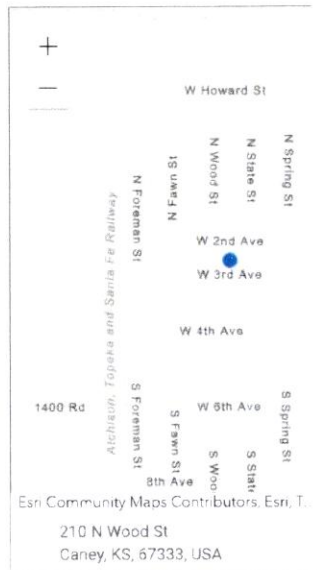 +
−
W Howard St
N Foreman St
N Fawn St
N Wood St
N State St
N Spring St
Atchison, Topeka and Santa Fe Railway
W 2nd Ave
W 3rd Ave
W 4th Ave
1400 Rd
S Foreman St
S Fawn St
W 6th Ave
S Woo
S State
S Spring St
8th Ave
Esri Community Maps Contributors, Esri, T...
210 N Wood St
Caney, KS, 67333, USA